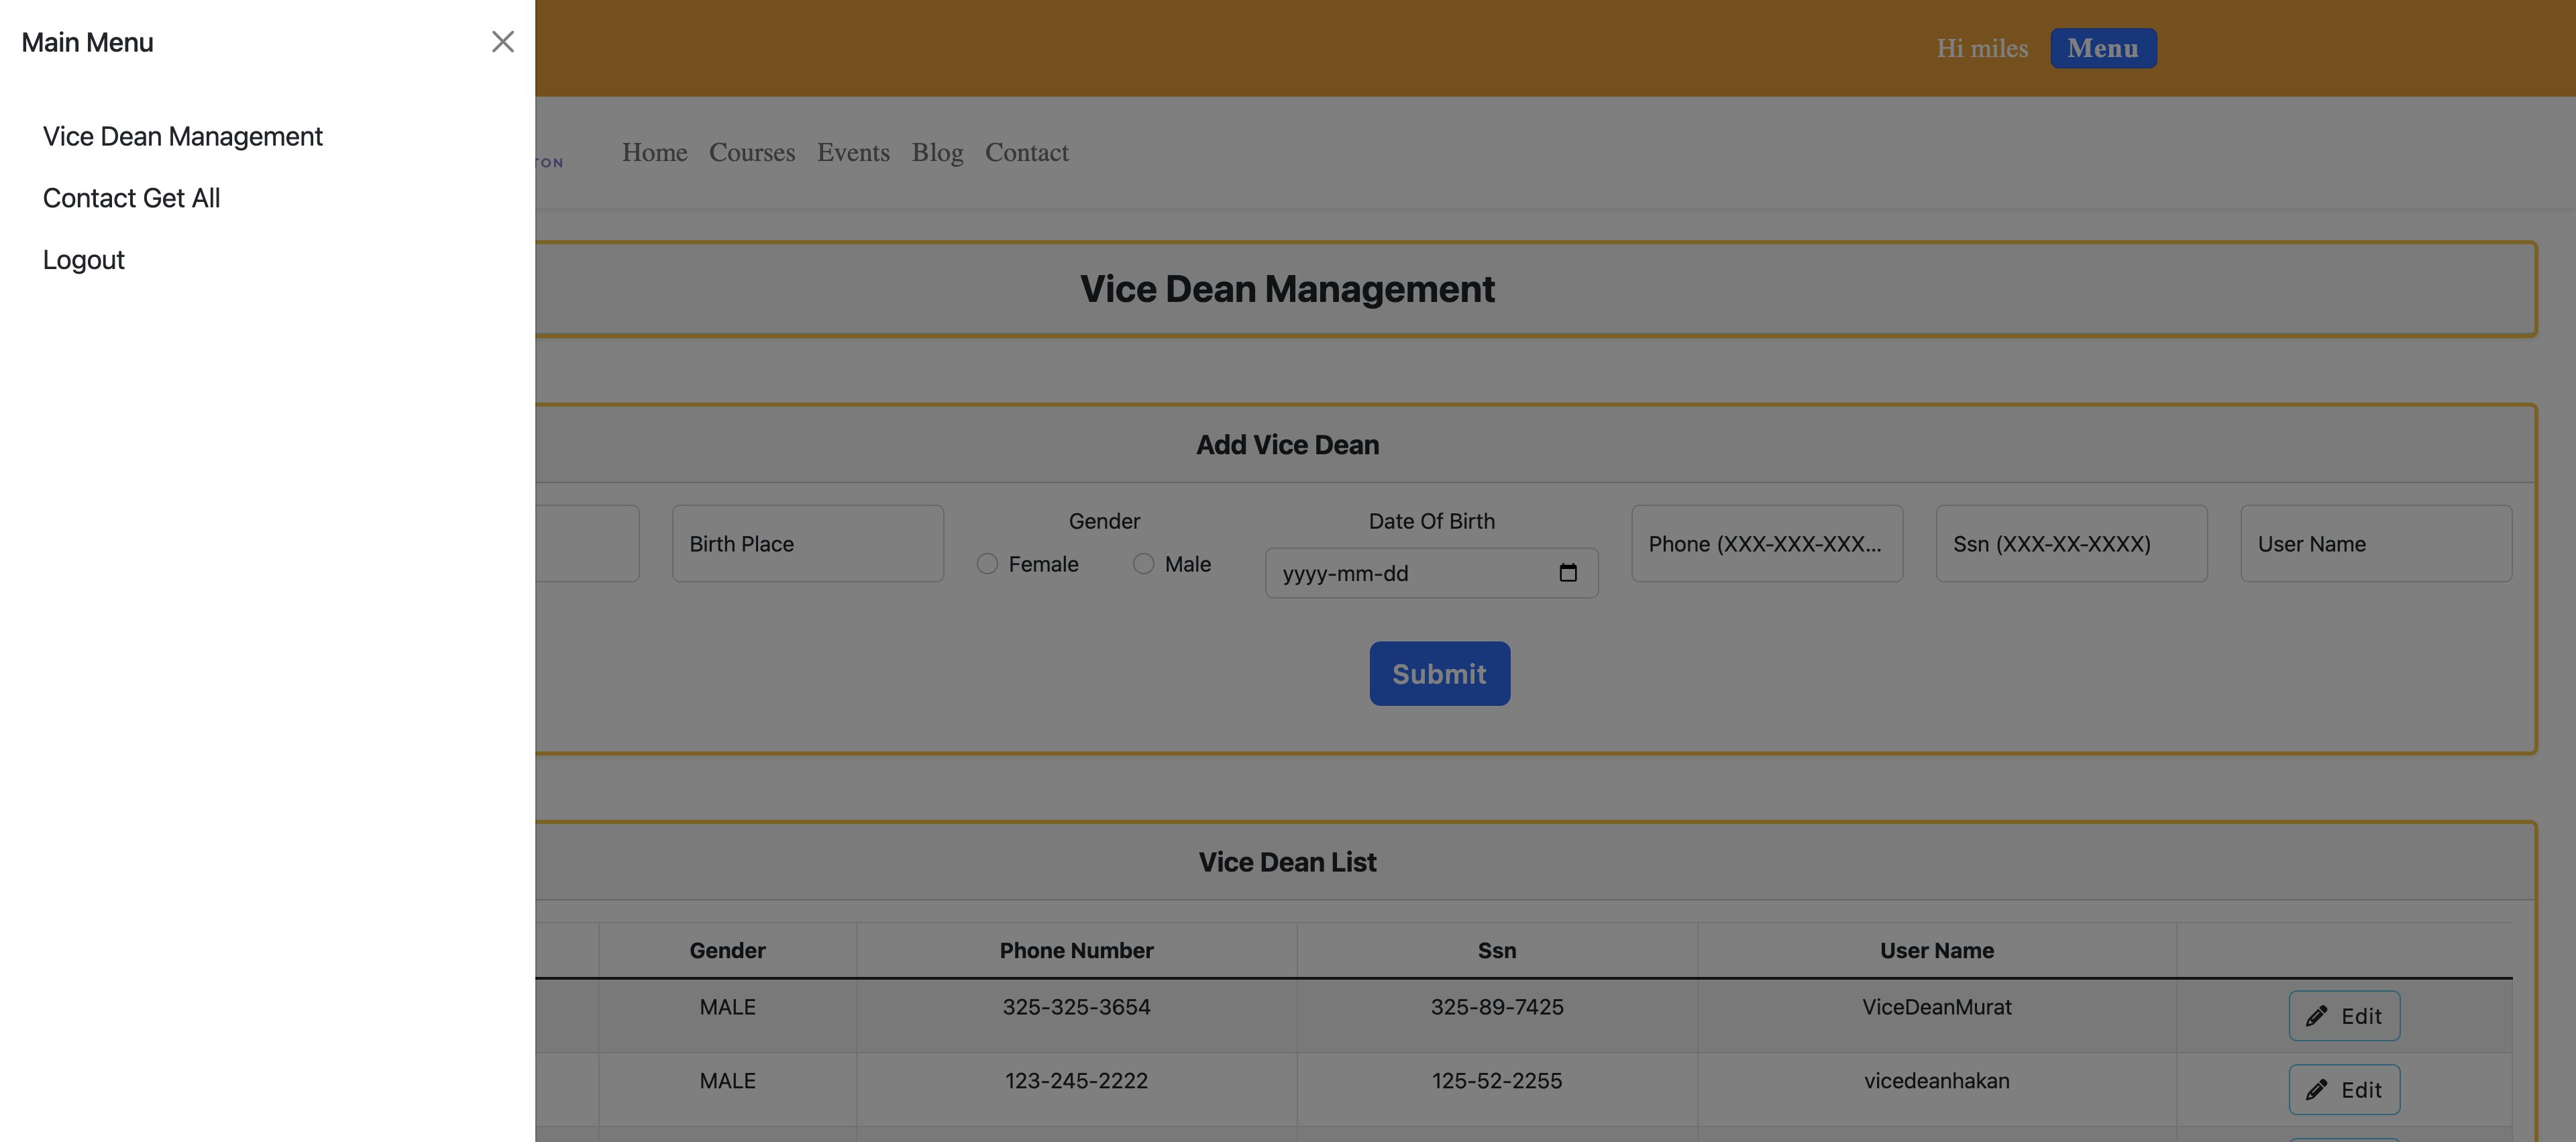 Main Menu
Vice Dean Management
Contact Get All
Logout
Hi miles Menu
TON
Home Courses Events Blog Contact
Vice Dean Management
Add Vice Dean
Birth Place
Gender
Female Male
Date Of Birth
yyyy-mm-dd
Phone (XXX-XXX-XXX...
Ssn (XXX-XX-XXXX)
User Name
Submit
Vice Dean List
Gender Phone Number Ssn User Name
MALE 325-325-3654 325-89-7425 ViceDeanMurat Edit
MALE 123-245-2222 125-52-2255 vicedeanhakan Edit